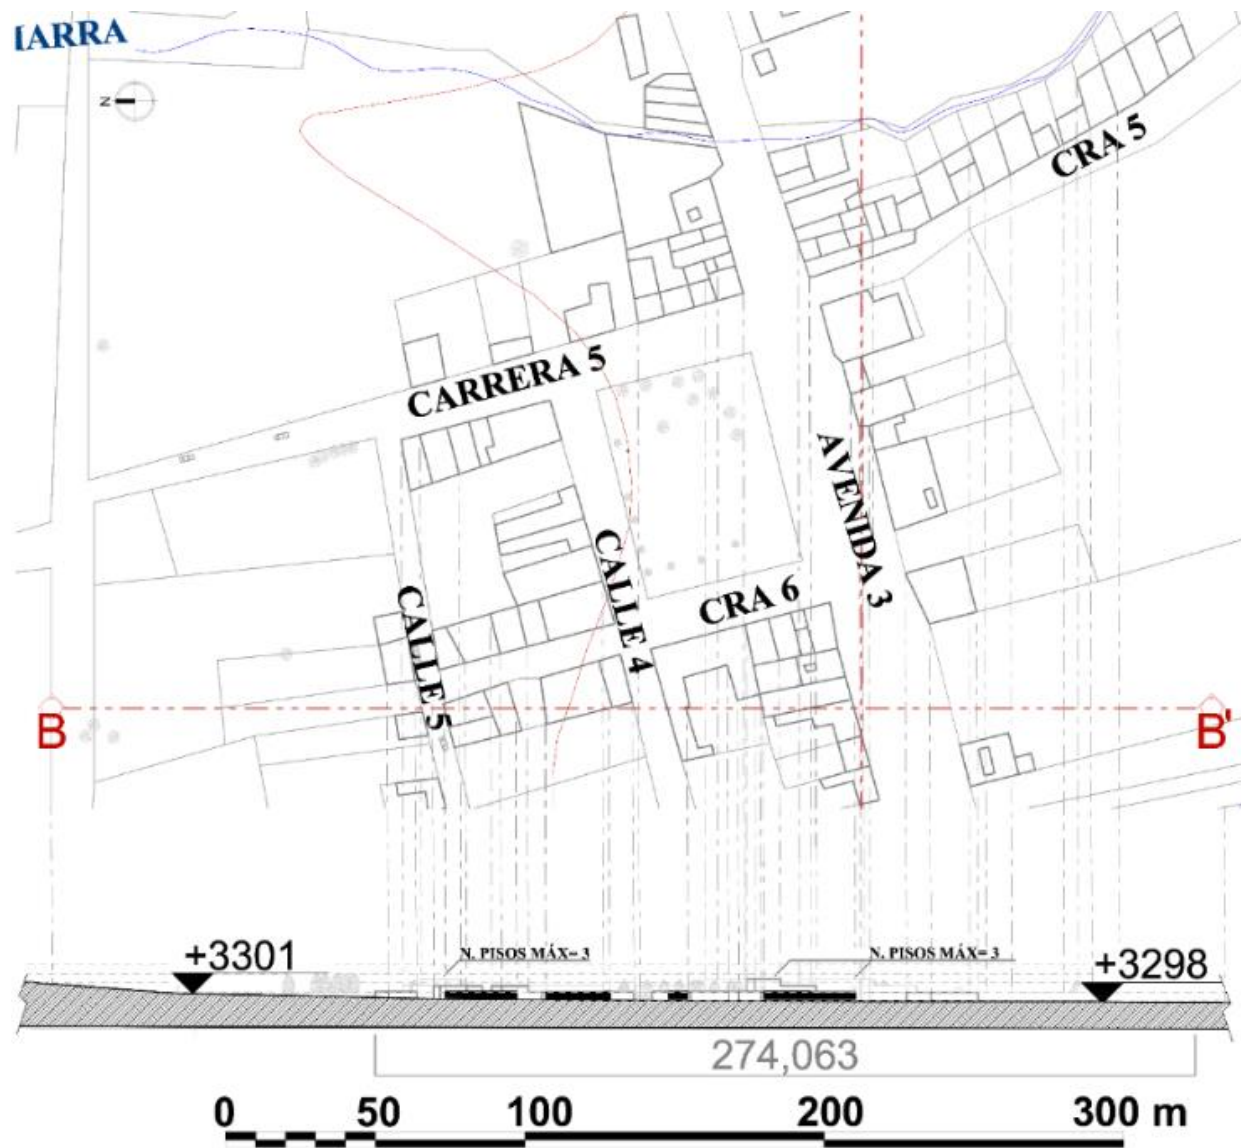 IARRA
N
CRA 5
CARRERA 5
AVENIDA 3
CALLE 4
CALLE 5
CRA 6
B
B'
+3301
N. PISOS MÁX= 3
N. PISOS MÁX= 3
+3298
274,063
0 50 100 200 300 m